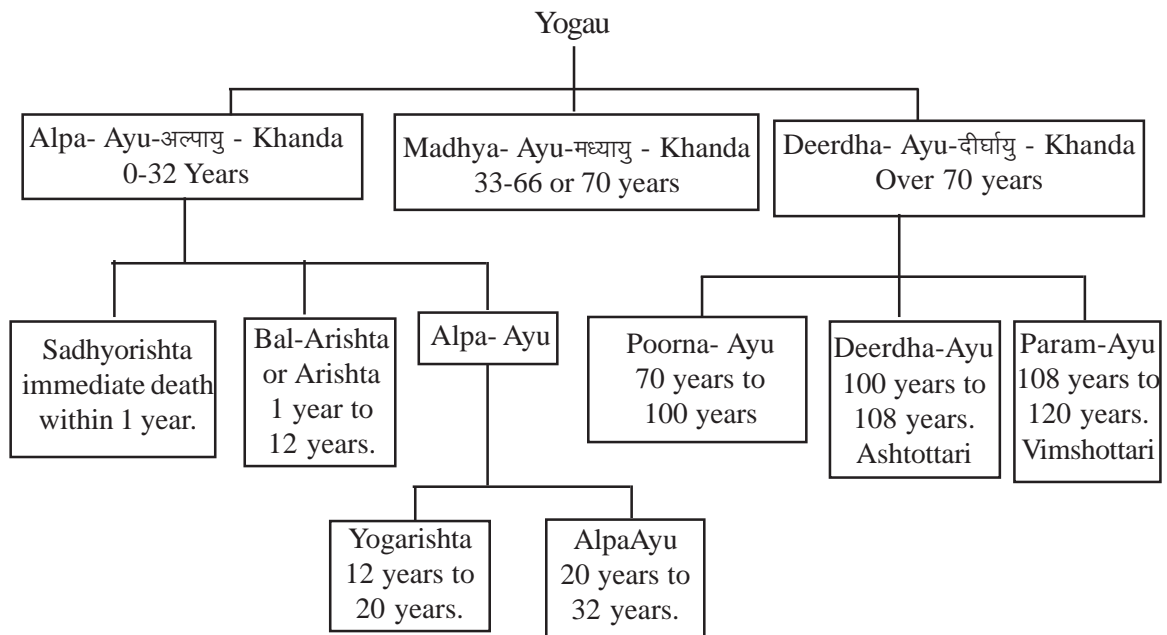 Yogau
Alpa- Ayu-अल्पायु - Khanda
0-32 Years
Madhya- Ayu-मध्यायु - Khanda
33-66 or 70 years
Deerdha- Ayu-दीर्घायु - Khanda
Over 70 years
Sadhyorishta
immediate death
within 1 year.
Bal-Arishta
or Arishta
1 year to
12 years.
Alpa- Ayu
Poorna- Ayu
70 years to
100 years
Deerdha-Ayu
100 years to
108 years.
Ashtottari
Param-Ayu
108 years to
120 years.
Vimshottari
Yogarishta
12 years to
20 years.
AlpaAyu
20 years to
32 years.